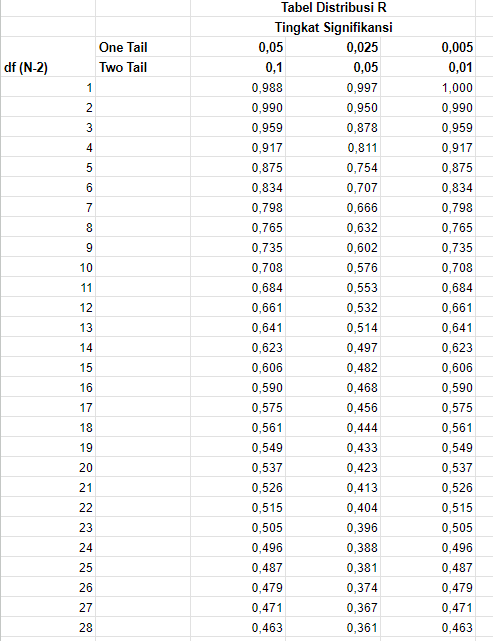 Tabel Distribusi R
Tingkat Signifikansi
One Tail 0,05 0,025 0,005
df (N-2) Two Tail 0,1 0,05 0,01
1 0,988 0,997 1,000
2 0,990 0,950 0,990
3 0,959 0,878 0,959
4 0,917 0,811 0,917
5 0,875 0,754 0,875
6 0,834 0,707 0,834
7 0,798 0,666 0,798
8 0,765 0,632 0,765
9 0,735 0,602 0,735
10 0,708 0,576 0,708
11 0,684 0,553 0,684
12 0,661 0,532 0,661
13 0,641 0,514 0,641
14 0,623 0,497 0,623
15 0,606 0,482 0,606
16 0,590 0,468 0,590
17 0,575 0,456 0,575
18 0,561 0,444 0,561
19 0,549 0,433 0,549
20 0,537 0,423 0,537
21 0,526 0,413 0,526
22 0,515 0,404 0,515
23 0,505 0,396 0,505
24 0,496 0,388 0,496
25 0,487 0,381 0,487
26 0,479 0,374 0,479
27 0,471 0,367 0,471
28 0,463 0,361 0,463